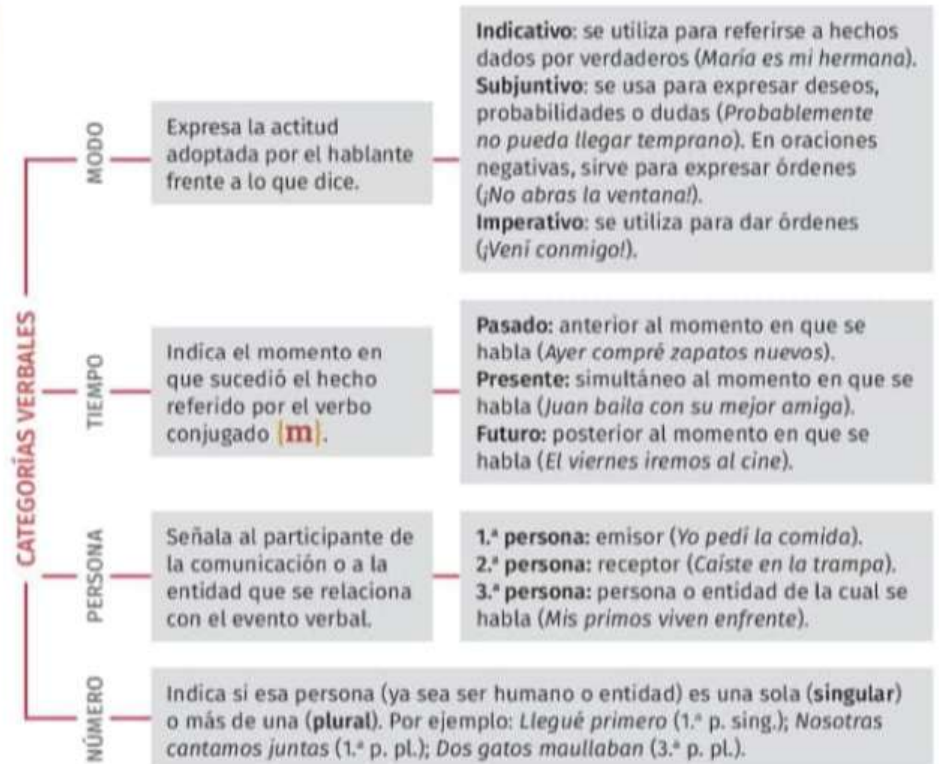 CATEGORÍAS VERBALES
MODO
Expresa la actitud
adoptada por el hablante
frente a lo que dice.
Indicativo: se utiliza para referirse a hechos
dados por verdaderos (María es mi hermana).
Subjuntivo: se usa para expresar deseos,
probabilidades o dudas (Probablemente
no pueda llegar temprano). En oraciones
negativas, sirve para expresar órdenes
(¡No abras la ventana!).
Imperativo: se utiliza para dar órdenes
(¡Vení conmigo!).
TIEMPO
Indica el momento en
que sucedió el hecho
referido por el verbo
conjugado {m}.
Pasado: anterior al momento en que se
habla (Ayer compré zapatos nuevos).
Presente: simultáneo al momento en que se
habla (Juan baila con su mejor amiga).
Futuro: posterior al momento en que se
habla (El viernes iremos al cine).
PERSONA
Señala al participante de
la comunicación o a la
entidad que se relaciona
con el evento verbal.
1.ª persona: emisor (Yo pedí la comida).
2.ª persona: receptor (Caíste en la trampa).
3.ª persona: persona o entidad de la cual se
habla (Mis primos viven enfrente).
NÚMERO
Indica si esa persona (ya sea ser humano o entidad) es una sola (singular)
o más de una (plural). Por ejemplo: Llegué primero (1.ª p. sing.); Nosotras
cantamos juntas (1.ª p. pl.); Dos gatos maullaban (3.ª p. pl.).